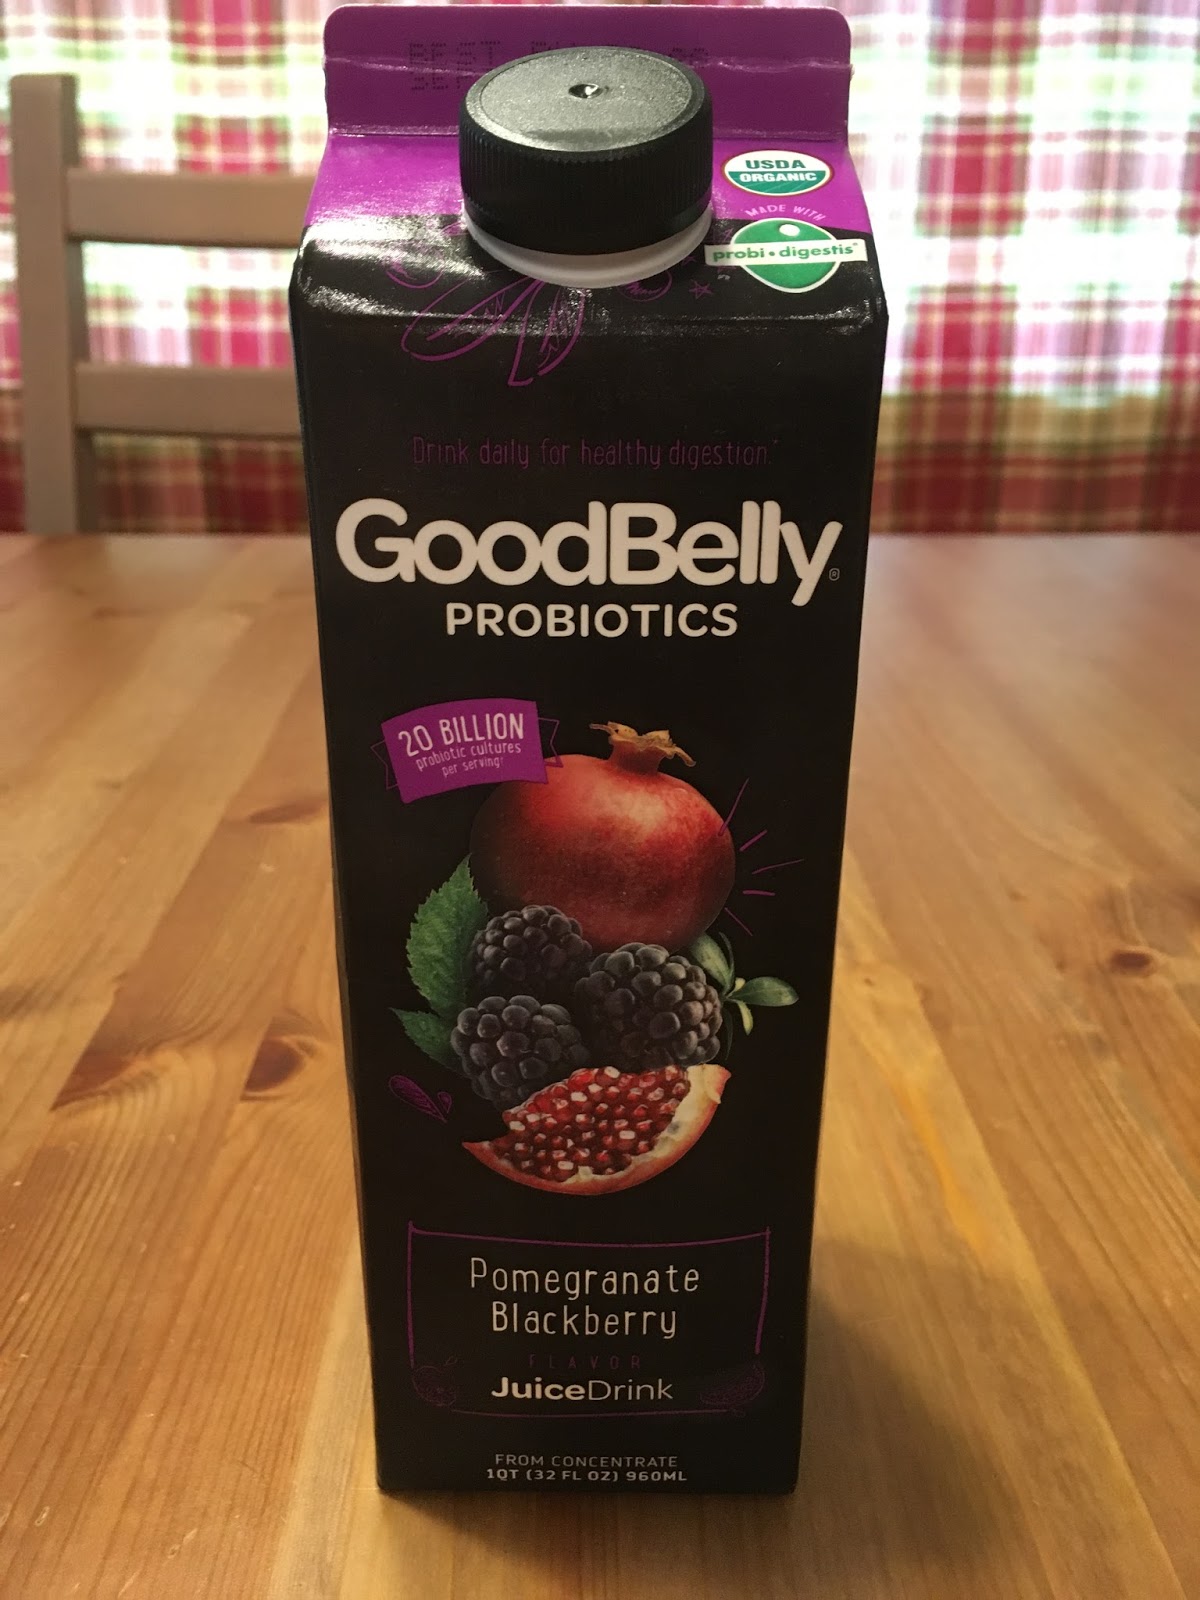 USDA
ORGANIC
MADE WITH
probi • digestis®
Drink daily for healthy digestion.*
GoodBelly®
PROBIOTICS
20 BILLION
probiotic cultures
per serving†
Pomegranate
Blackberry
FLAVOR
JuiceDrink
FROM CONCENTRATE
1QT (32 FL OZ) 960ML